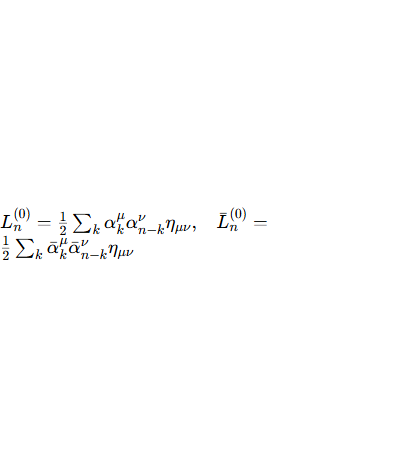 $L_n^{(0)} = \frac{1}{2} \sum_k \alpha_k^\mu \alpha_{n-k}^\nu \eta_{\mu\nu}, \quad \bar{L}_n^{(0)} =$
$\frac{1}{2} \sum_k \bar{\alpha}_k^\mu \bar{\alpha}_{n-k}^\nu \eta_{\mu\nu}$